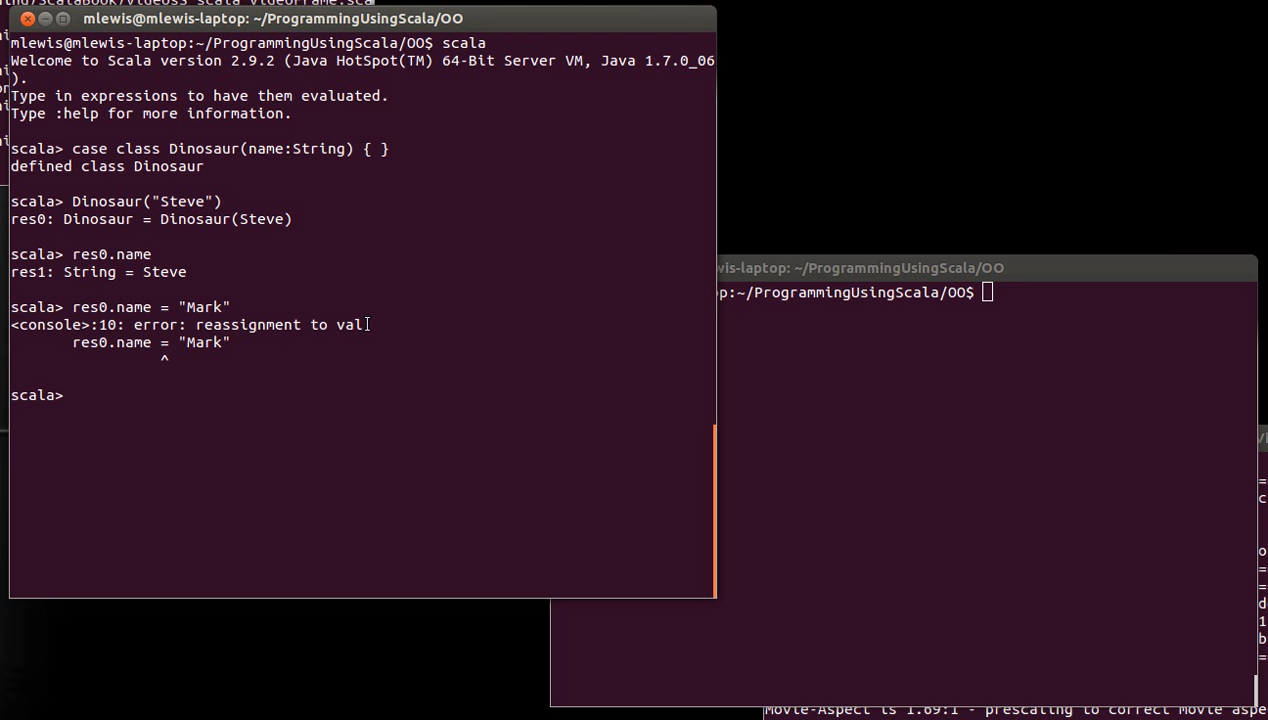 mlewis@mlewis-laptop: ~/ProgrammingUsingScala/OO
mlewis@mlewis-laptop:~/ProgrammingUsingScala/OO$ scala
Welcome to Scala version 2.9.2 (Java HotSpot(TM) 64-Bit Server VM, Java 1.7.0_06
).
Type in expressions to have them evaluated.
Type :help for more information.
scala> case class Dinosaur(name:String) { }
defined class Dinosaur
scala> Dinosaur("Steve")
res0: Dinosaur = Dinosaur(Steve)
scala> res0.name
res1: String = Steve
scala> res0.name = "Mark"
<console>:10: error: reassignment to val
res0.name = "Mark"
^
scala>
wis-laptop: ~/ProgrammingUsingScala/OO
op:~/ProgrammingUsingScala/OO$
Movie-Aspect is 1.69:1 - prescaling to correct movie aspe